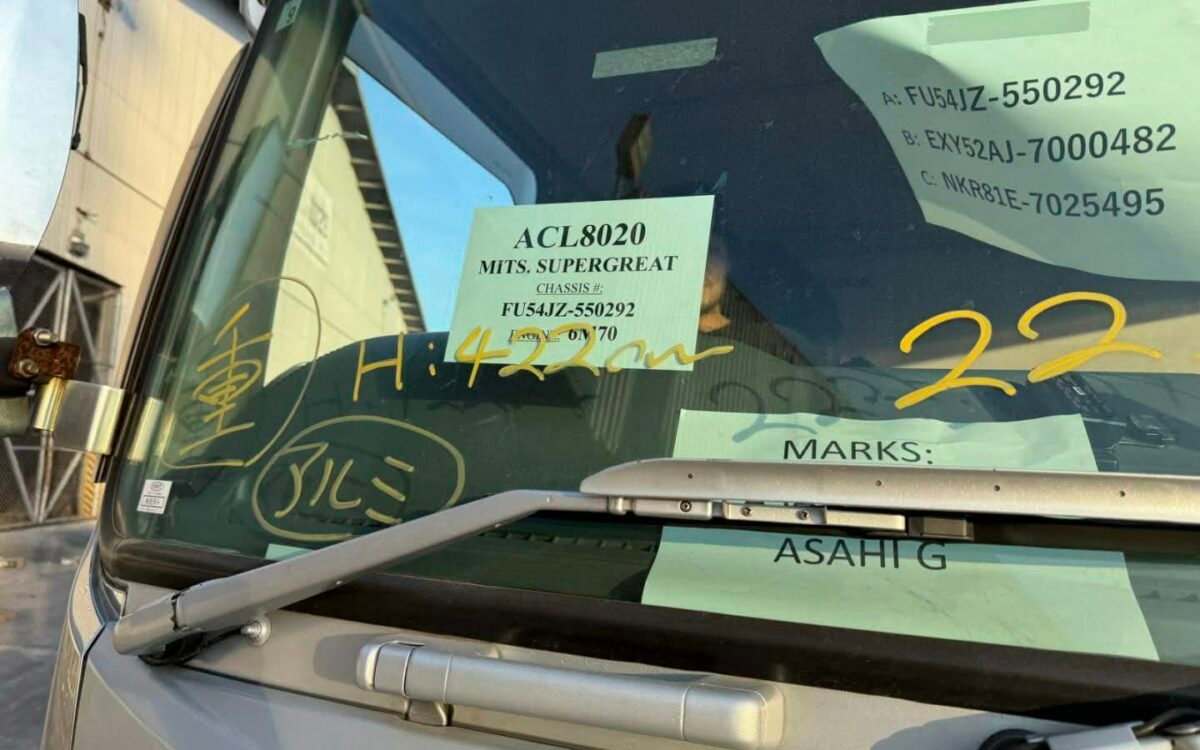 A: FU54JZ-550292
B: EXY52AJ-7000482
C: NKR81E-7025495
ACL8020
MITS. SUPERGREAT
CHASSIS #:
FU54JZ-550292
ENGINE: 6M70
H: 422cm
22
重
アルミ
MARKS:
ASAHI G